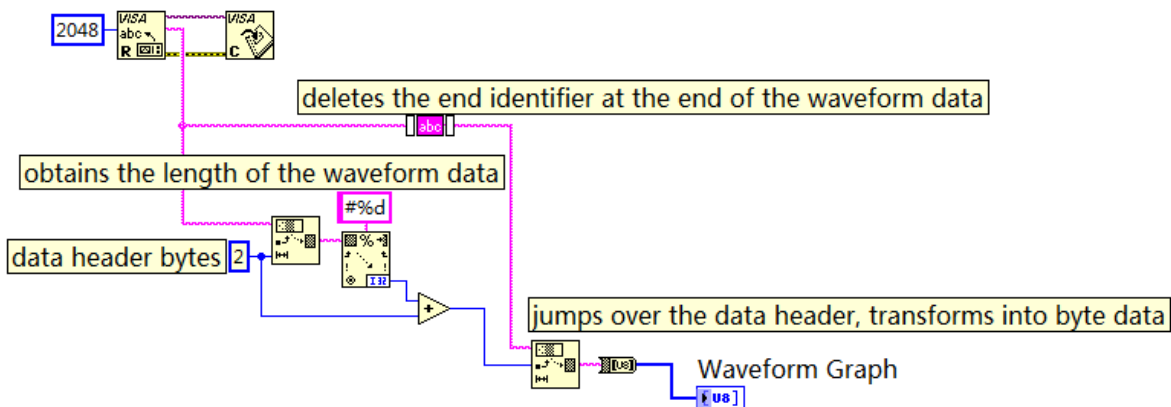 VISA
abc
R
VISA
C
2048
deletes the end identifier at the end of the waveform data
abc
obtains the length of the waveform data
#%d
%
data header bytes
2
I32
+
jumps over the data header, transforms into byte data
[U8]
Waveform Graph
[U8]